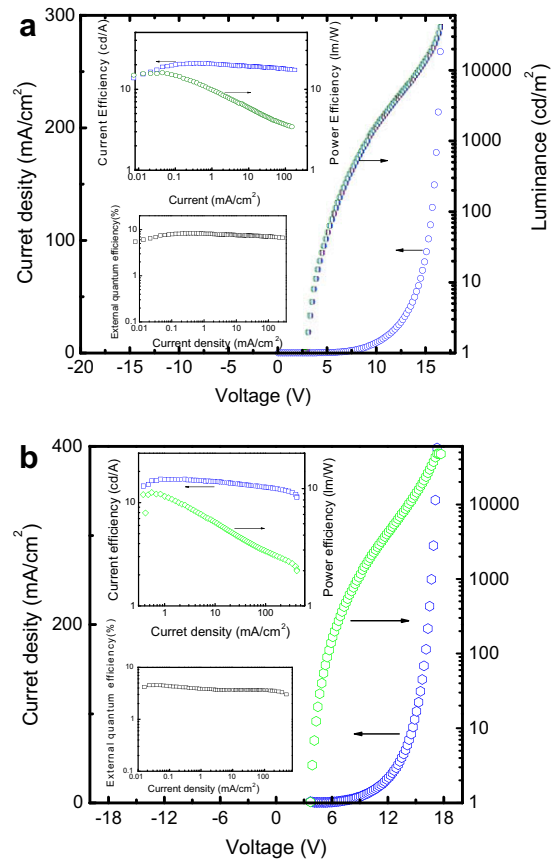 a
Curret desity (mA/cm²)
300
200
100
0
-20 -15 -10 -5 0 5 10 15
Voltage (V)
Luminance (cd/m²)
10000
1000
100
10
1
Current Efficiency (cd/A)
10
1
0.01 0.1 1 10 100
Current (mA/cm²)
Power Efficiency (lm/W)
10
1
External quantum efficiency(%)
10
1
0.1
0.01 0.1 1 10 100
Current density (mA/cm²)
b
Curret desity (mA/cm²)
400
200
0
-18 -12 -6 0 6 12 18
Voltage (V)
Luminance (cd/m²)
10000
1000
100
10
1
Current efficiency (cd/A)
10
1
1 10 100
Curret density (mA/cm²)
Power efficiency (lm/W)
10
1
External quantum efficiency(%)
10
1
0.1
0.01 0.1 1 10 100
Current density (mA/cm²)